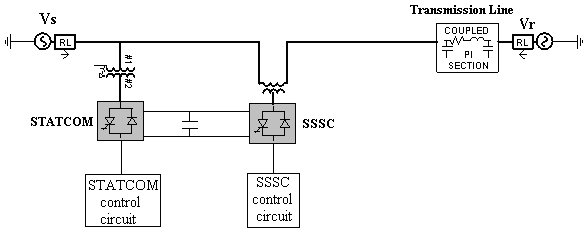 Transmission Line
Vs
Vr
RL
COUPLED
PI
SECTION
RL
#1
#2
STATCOM
SSSC
STATCOM
control
circuit
SSSC
control
circuit